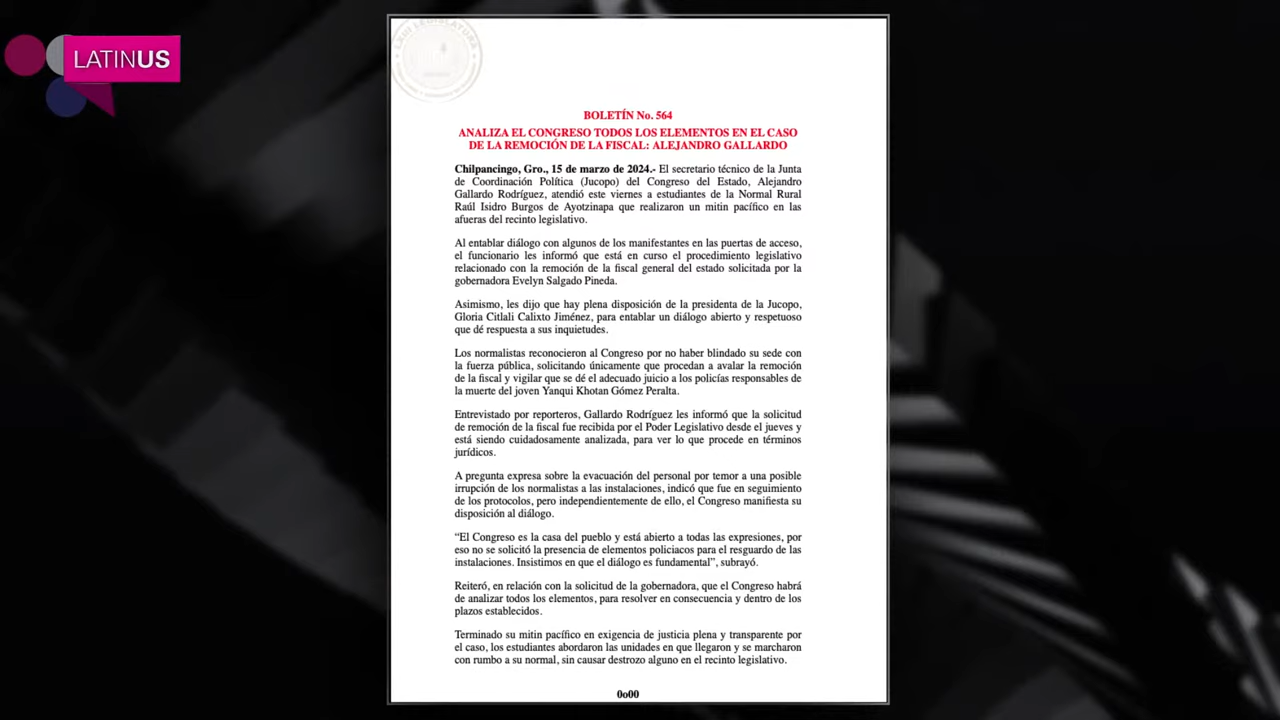 LATINUS
LXIII LEGISLATURA
BOLETÍN No. 564
ANALIZA EL CONGRESO TODOS LOS ELEMENTOS EN EL CASO
DE LA REMOCIÓN DE LA FISCAL: ALEJANDRO GALLARDO
Chilpancingo, Gro., 15 de marzo de 2024.- El secretario técnico de la Junta
de Coordinación Política (Jucopo) del Congreso del Estado, Alejandro
Gallardo Rodríguez, atendió este viernes a estudiantes de la Normal Rural
Raúl Isidro Burgos de Ayotzinapa que realizaron un mitin pacífico en las
afueras del recinto legislativo.
Al entablar diálogo con algunos de los manifestantes en las puertas de acceso,
el funcionario les informó que está en curso el procedimiento legislativo
relacionado con la remoción de la fiscal general del estado solicitada por la
gobernadora Evelyn Salgado Pineda.
Asimismo, les dijo que hay plena disposición de la presidenta de la Jucopo,
Gloria Citlali Calixto Jiménez, para entablar un diálogo abierto y respetuoso
que dé respuesta a sus inquietudes.
Los normalistas reconocieron al Congreso por no haber blindado su sede con
la fuerza pública, solicitando únicamente que procedan a avalar la remoción
de la fiscal y vigilar que se dé el adecuado juicio a los policías responsables de
la muerte del joven Yanqui Khotan Gómez Peralta.
Entrevistado por reporteros, Gallardo Rodríguez les informó que la solicitud
de remoción de la fiscal fue recibida por el Poder Legislativo desde el jueves y
está siendo cuidadosamente analizada, para ver lo que procede en términos
jurídicos.
A pregunta expresa sobre la evacuación del personal por temor a una posible
irrupción de los normalistas a las instalaciones, indicó que fue en seguimiento
de los protocolos, pero independientemente de ello, el Congreso manifiesta su
disposición al diálogo.
“El Congreso es la casa del pueblo y está abierto a todas las expresiones, por
eso no se solicitó la presencia de elementos policiacos para el resguardo de las
instalaciones. Insistimos en que el diálogo es fundamental”, subrayó.
Reiteró, en relación con la solicitud de la gobernadora, que el Congreso habrá
de analizar todos los elementos, para resolver en consecuencia y dentro de los
plazos establecidos.
Terminado su mitin pacífico en exigencia de justicia plena y transparente por
el caso, los estudiantes abordaron las unidades en que llegaron y se marcharon
con rumbo a su normal, sin causar destrozo alguno en el recinto legislativo.
0o00